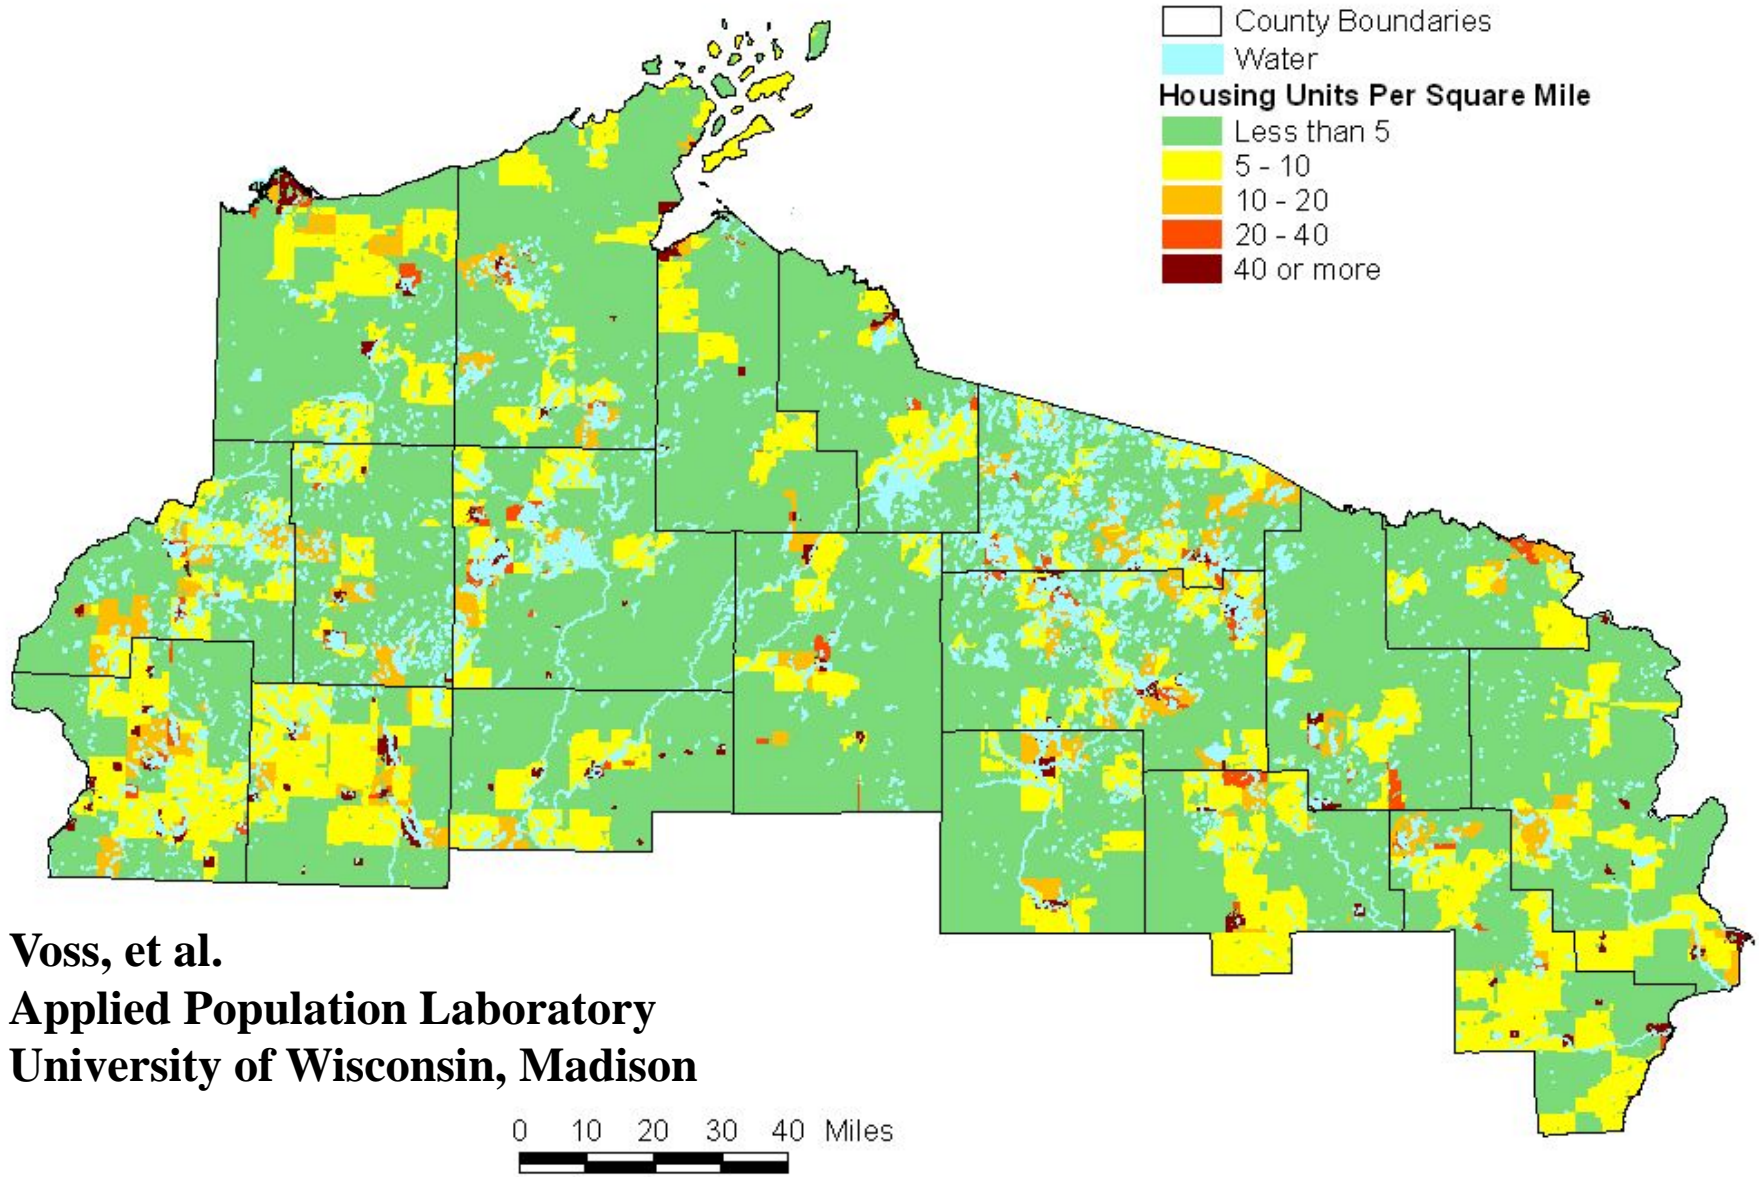 County Boundaries
Water
Housing Units Per Square Mile
Less than 5
5 - 10
10 - 20
20 - 40
40 or more
Voss, et al.
Applied Population Laboratory
University of Wisconsin, Madison
0 10 20 30 40 Miles